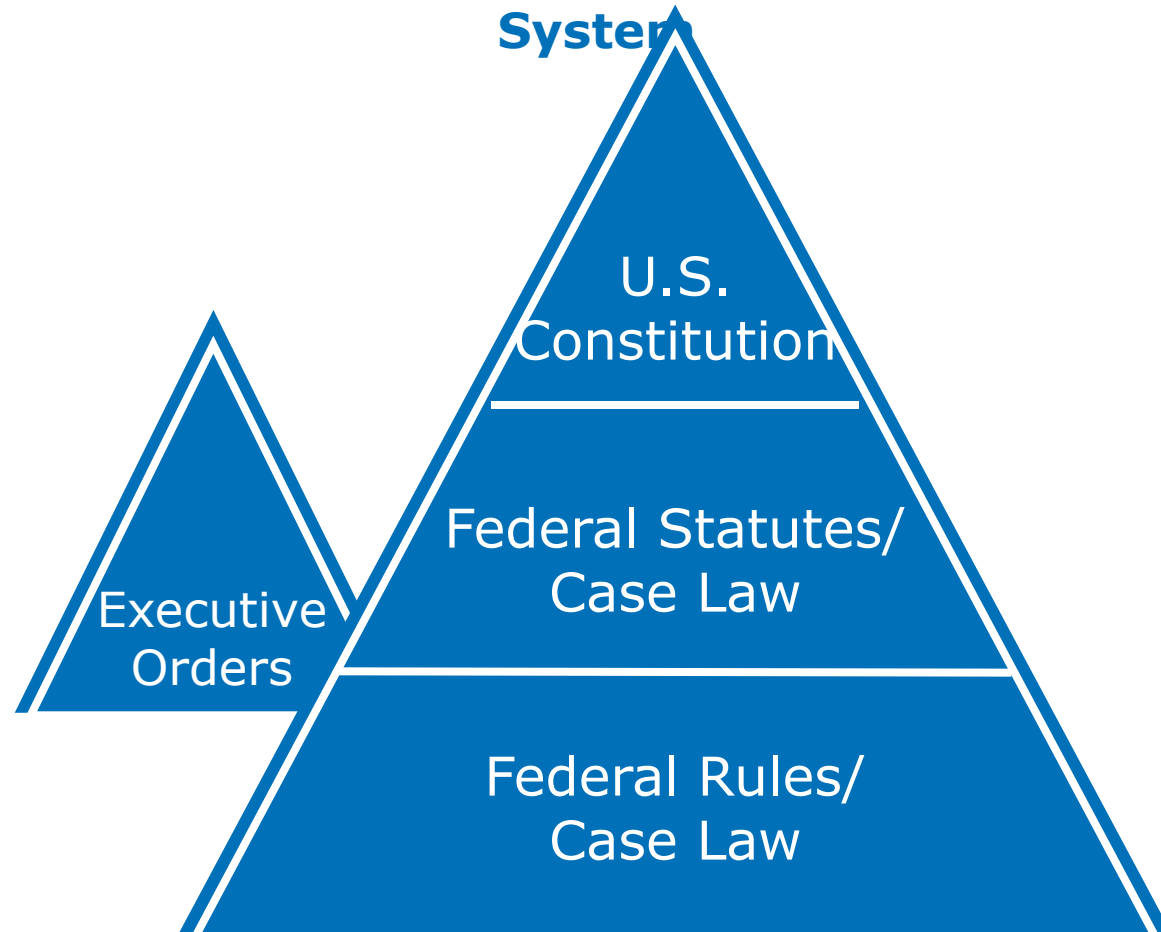 System
U.S.
Constitution
Federal Statutes/
Case Law
Executive
Orders
Federal Rules/
Case Law